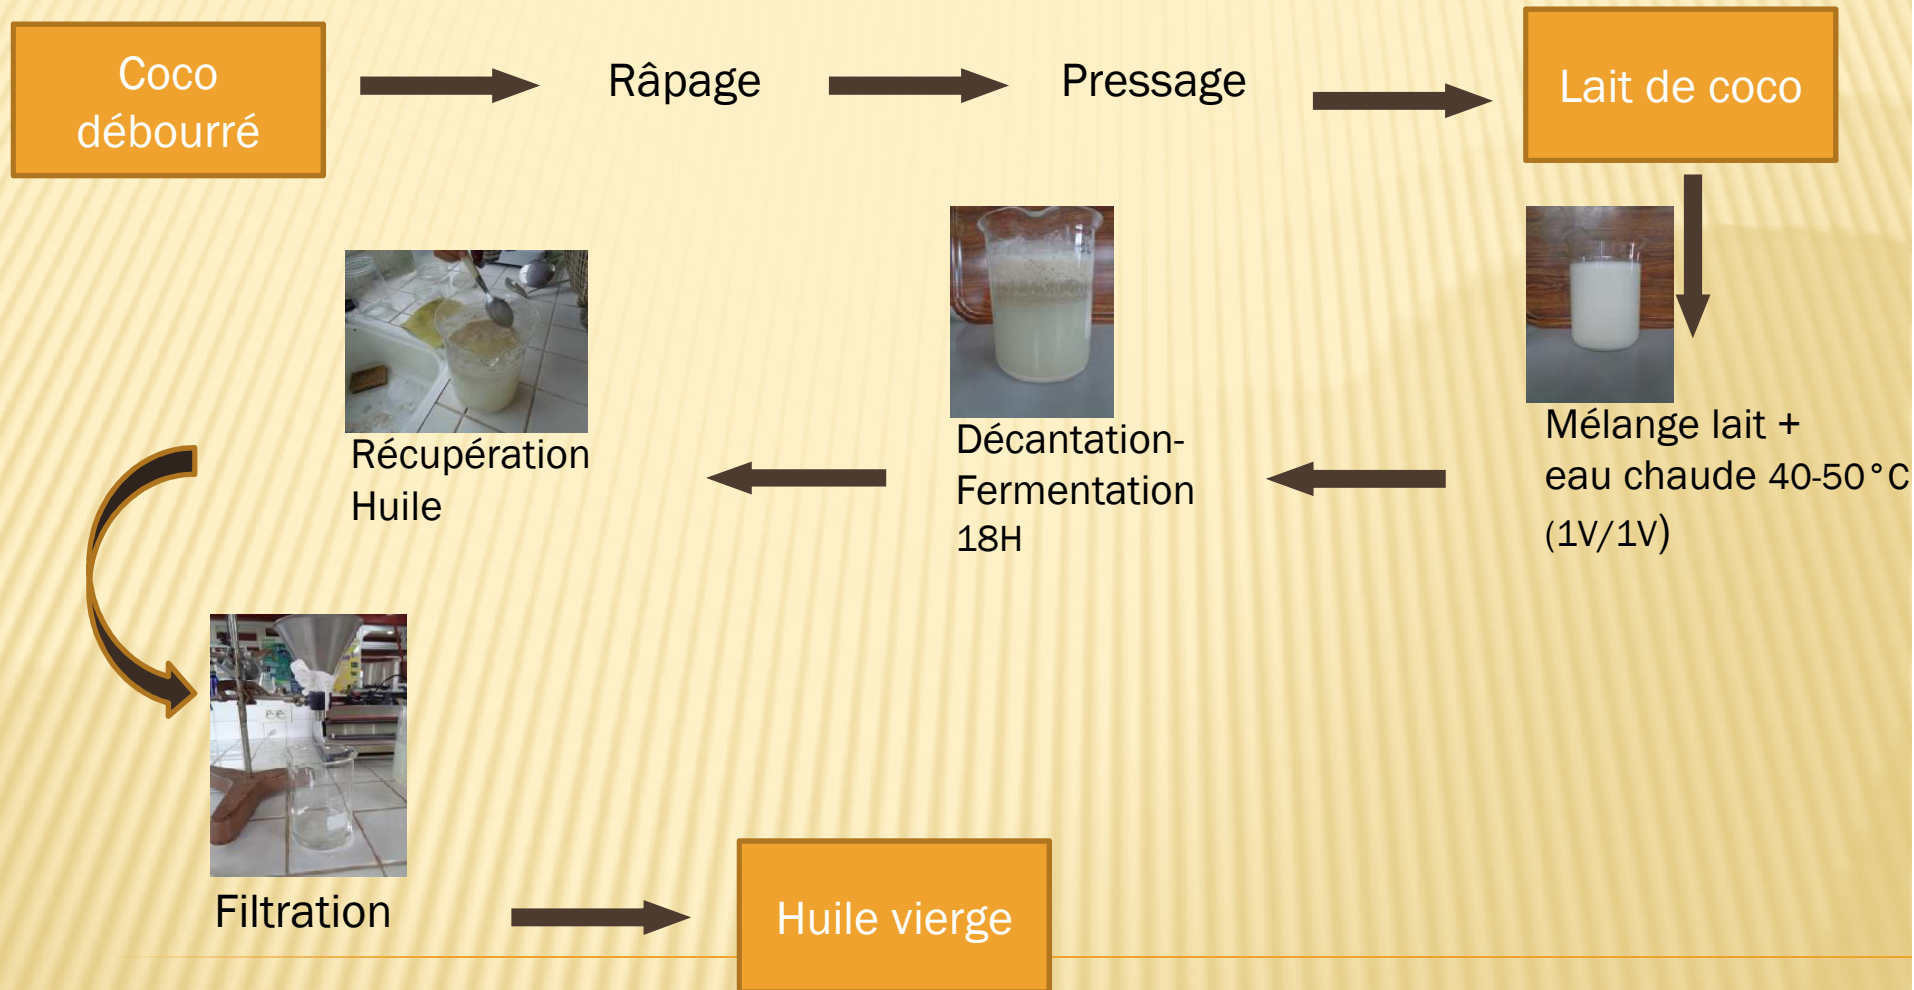 Coco
débourré
Râpage
Pressage
Lait de coco
Mélange lait +
eau chaude 40-50°C
(1V/1V)
Décantation-
Fermentation
18H
Récupération
Huile
Filtration
Huile vierge